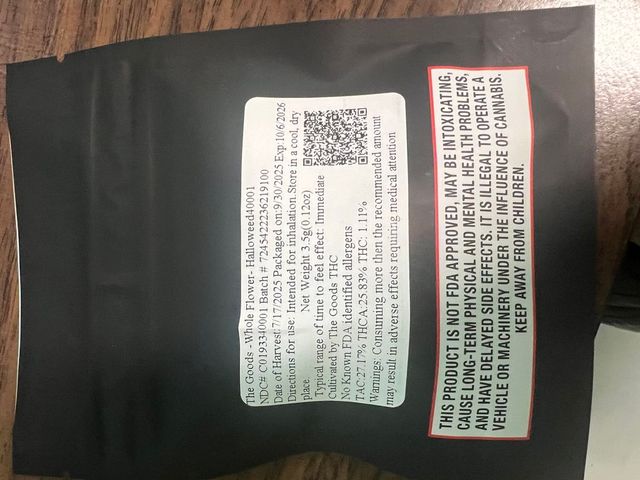 The Goods -Whole Flower- Halloweed40001
NDC# C0193340001 Batch # 7245422236219100
Date of Harvest:7/17/2025 Packaged on:9/30/2025 Exp:10/6/2026
Directions for use: Intended for inhalation. Store in a cool, dry
place. Net Weight 3.5g(0.12oz)
Typical range of time to feel effect: Immediate
Cultivated by The Goods THC
No Known FDA identified allergens
TAC:27.17% THCA:25.83% THC: 1.11%
Warnings: Consuming more then the recommended amount
may result in adverse effects requiring medical attention
THIS PRODUCT IS NOT FDA APPROVED, MAY BE INTOXICATING,
CAUSE LONG-TERM PHYSICAL AND MENTAL HEALTH PROBLEMS,
AND HAVE DELAYED SIDE EFFECTS. IT IS ILLEGAL TO OPERATE A
VEHICLE OR MACHINERY UNDER THE INFLUENCE OF CANNABIS.
KEEP AWAY FROM CHILDREN.